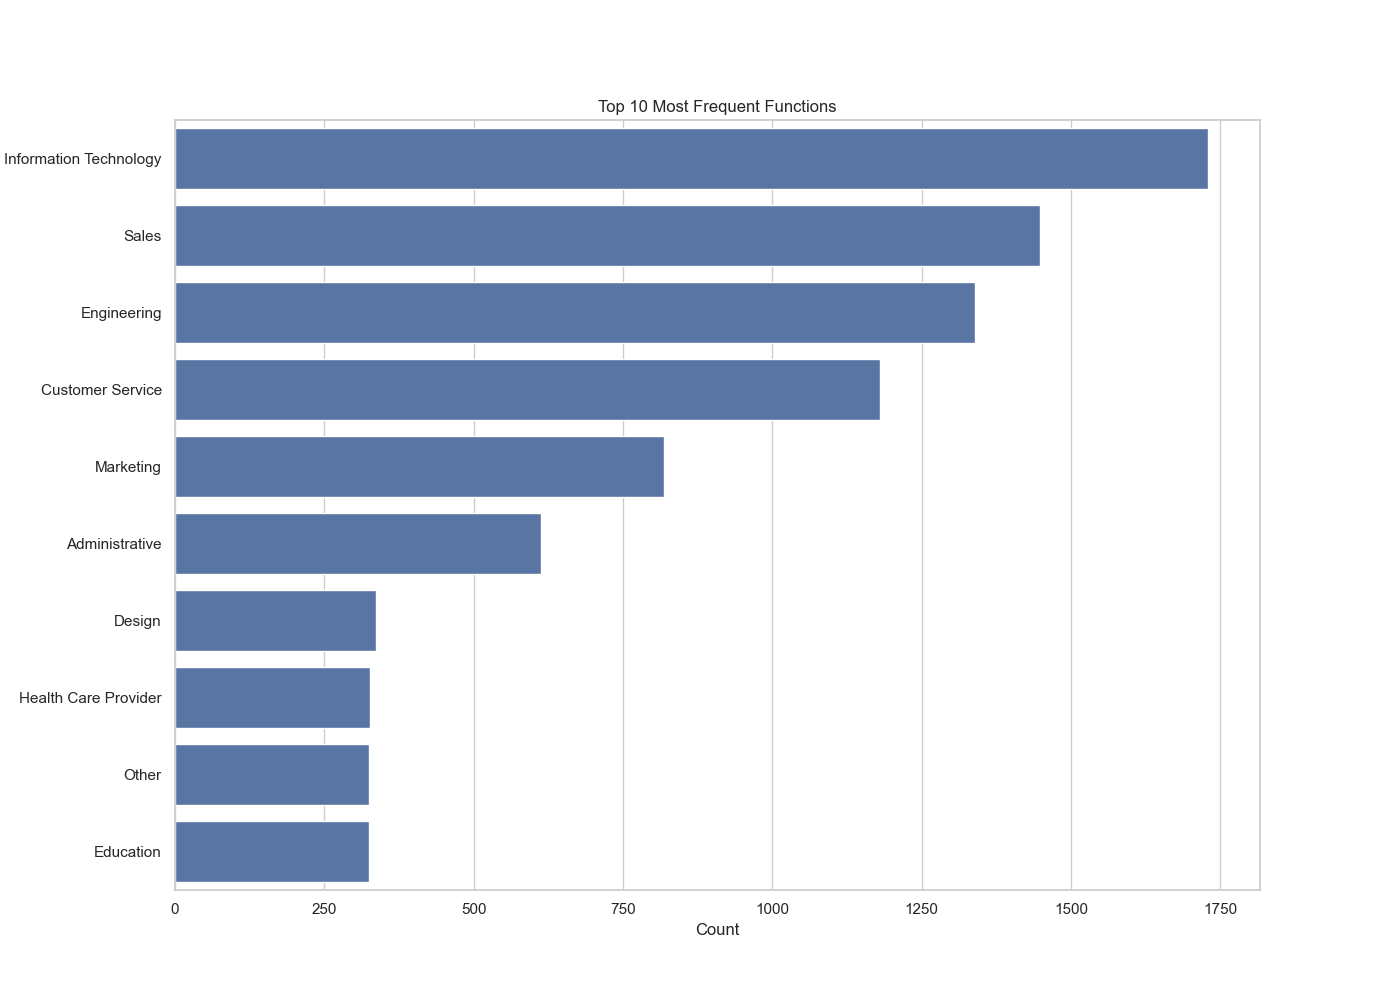 Top 10 Most Frequent Functions
Information Technology
Sales
Engineering
Customer Service
Marketing
Administrative
Design
Health Care Provider
Other
Education
0 250 500 750 1000 1250 1500 1750
Count